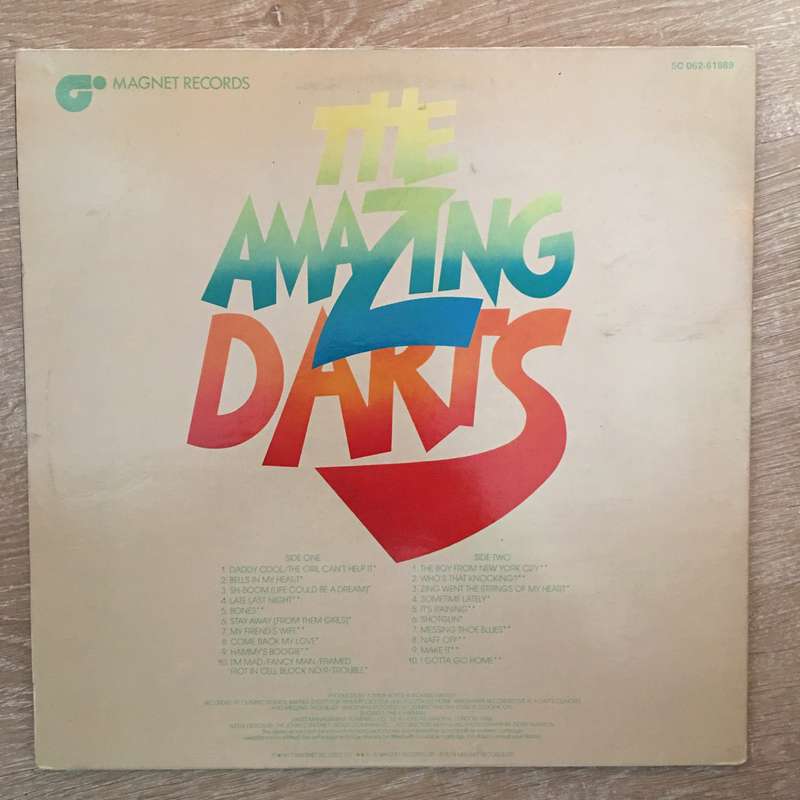 MAGNET RECORDS
5C 062-61889
THE
AMAZING
DARTS
SIDE ONE
1. DADDY COOL/THE GIRL CAN'T HELP IT*
2. BELLS IN MY HEART*
3. SH-BOOM (LIFE COULD BE A DREAM)*
4. LATE LAST NIGHT**
5. BONES**
6. STAY AWAY (FROM THEM GIRLS)*
7. MY FRIEND'S WIFE**
8. COME BACK MY LOVE*
9. HAMMY'S BOOGIE**
10. I'M MAD/FANCY MAN/FRAMED
RIOT IN CELL BLOCK NO.9/TROUBLE*
SIDE TWO
1. THE BOY FROM NEW YORK CITY**
2. WHO'S THAT KNOCKING?**
3. ZING WENT THE STRINGS OF MY HEART*
4. SOMETIME LATELY*
5. IT'S RAINING**
6. SHOTGUN*
7. MESSING THOE BLUES**
8. NAFF OFF**
9. MAKE IT**
10. I GOTTA GO HOME**